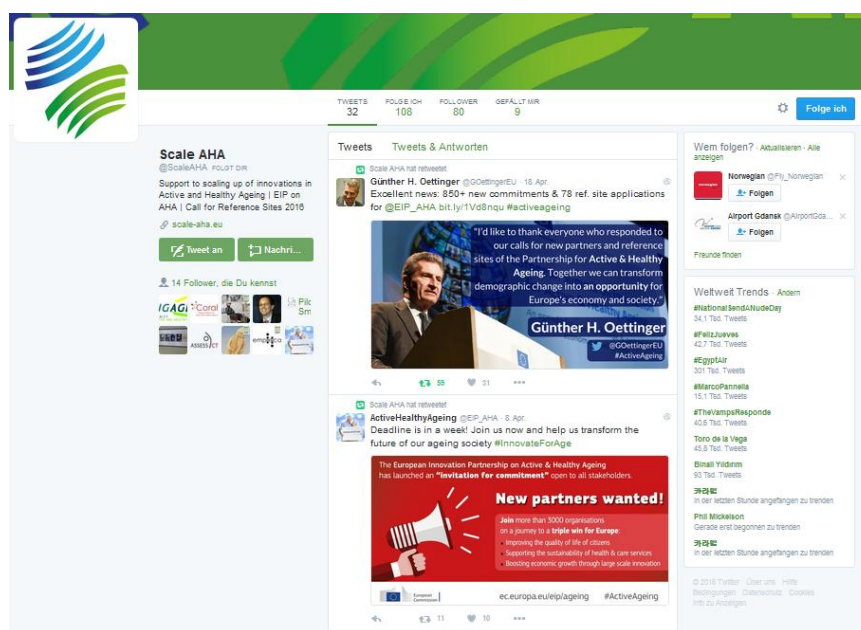 TWEETS
32
FOLGE ICH
108
FOLLOWER
80
GEFÄLLT MIR
9
Folge ich
Scale AHA
@ScaleAHA FOLGT DIR
Support to scaling up of innovations in
Active and Healthy Ageing | EIP on
AHA | Call for Reference Sites 2016
scale-aha.eu
Tweet an
Nachri...
14 Follower, die Du kennst
Tweets
Tweets & Antworten
Scale AHA hat retweetet
Günther H. Oettinger @GOettingerEU · 18. Apr.
Excellent news: 850+ new commitments & 78 ref. site applications
for @EIP_AHA bit.ly/1Vd8nqu #activeageing
"I'd like to thank everyone who responded to
our calls for new partners and reference
sites of the Partnership for Active & Healthy
Ageing. Together we can transform
demographic change into an opportunity for
Europe's economy and society."
Günther H. Oettinger
@GOettingerEU
#ActiveAgeing
59
31
Scale AHA hat retweetet
ActiveHealthyAgeing @EIP_AHA · 8. Apr.
Deadline is in a week! Join us now and help us transform the
future of our ageing society #InnovateForAge
The European Innovation Partnership on Active & Healthy Ageing
has launched an "invitation for commitment" open to all stakeholders.
New partners wanted!
Join more than 3000 organisations
on a journey to a triple win for Europe:
• Improving the quality of life of citizens
• Supporting the sustainability of health & care services
• Boosting economic growth through large scale innovation
European
Commission
ec.europa.eu/eip/ageing
#ActiveAgeing
11
10
Wem folgen? · Aktualisieren · Alle
anzeigen
Norwegian @Fly_Norwegian
Folgen
Airport Gdansk @AirportGda...
Folgen
Freunde finden
Weltweit Trends · Ändern
#NationalSendANudeDay
34,1 Tsd. Tweets
#FelizJueves
42,7 Tsd. Tweets
#EgyptAir
301 Tsd. Tweets
#MarcoPannella
15,1 Tsd. Tweets
#TheVampsResponde
40,6 Tsd. Tweets
Toro de la Vega
45,8 Tsd. Tweets
Binali Yıldırım
93 Tsd. Tweets
In der letzten Stunde angefangen zu trenden
Phil Mickelson
Gerade erst begonnen zu trenden
In der letzten Stunde angefangen zu trenden
© 2016 Twitter Über uns Hilfe
Bedingungen Datenschutz Cookies
Info zu Anzeigen